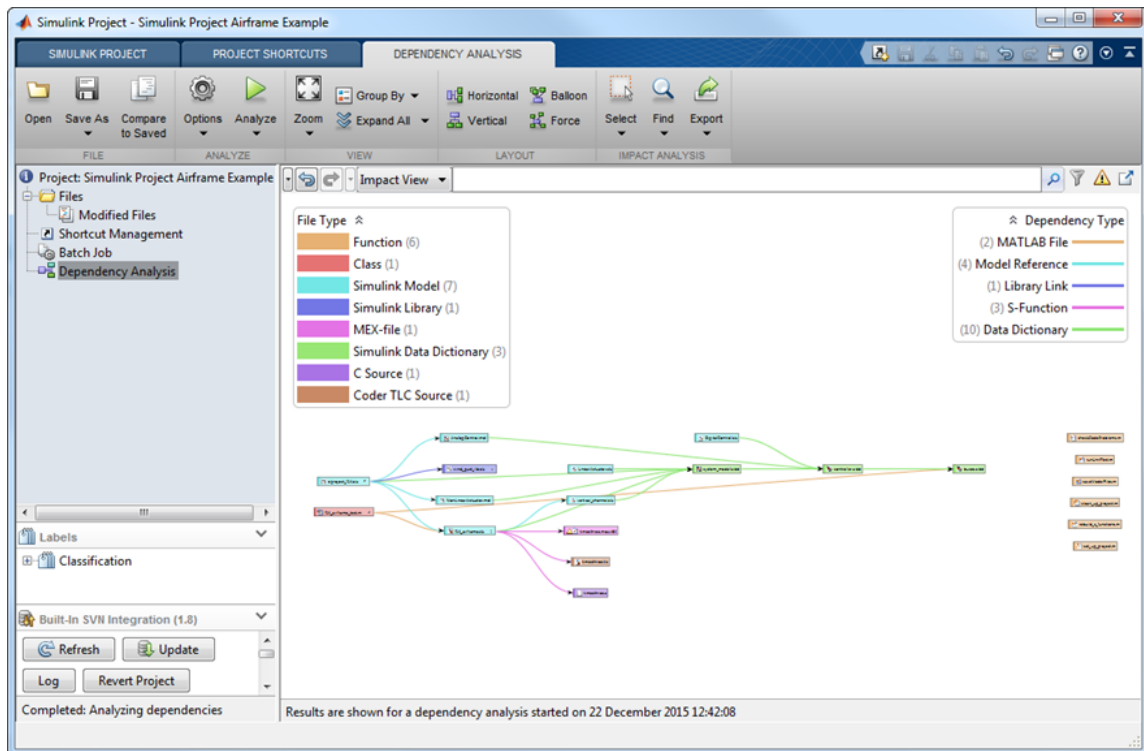 Simulink Project - Simulink Project Airframe Example
SIMULINK PROJECT
PROJECT SHORTCUTS
DEPENDENCY ANALYSIS
Open
Save As
Compare
to Saved
Options
Analyze
Zoom
Group By
Expand All
Horizontal
Vertical
Balloon
Force
Select
Find
Export
FILE
ANALYZE
VIEW
LAYOUT
IMPACT ANALYSIS
Project: Simulink Project Airframe Example
Files
Modified Files
Shortcut Management
Batch Job
Dependency Analysis
Labels
Classification
Built-In SVN Integration (1.8)
Refresh
Update
Log
Revert Project
Completed: Analyzing dependencies
Impact View
File Type
Function (6)
Class (1)
Simulink Model (7)
Simulink Library (1)
MEX-file (1)
Simulink Data Dictionary (3)
C Source (1)
Coder TLC Source (1)
Dependency Type
(2) MATLAB File
(4) Model Reference
(1) Library Link
(3) S-Function
(10) Data Dictionary
Results are shown for a dependency analysis started on 22 December 2015 12:42:08